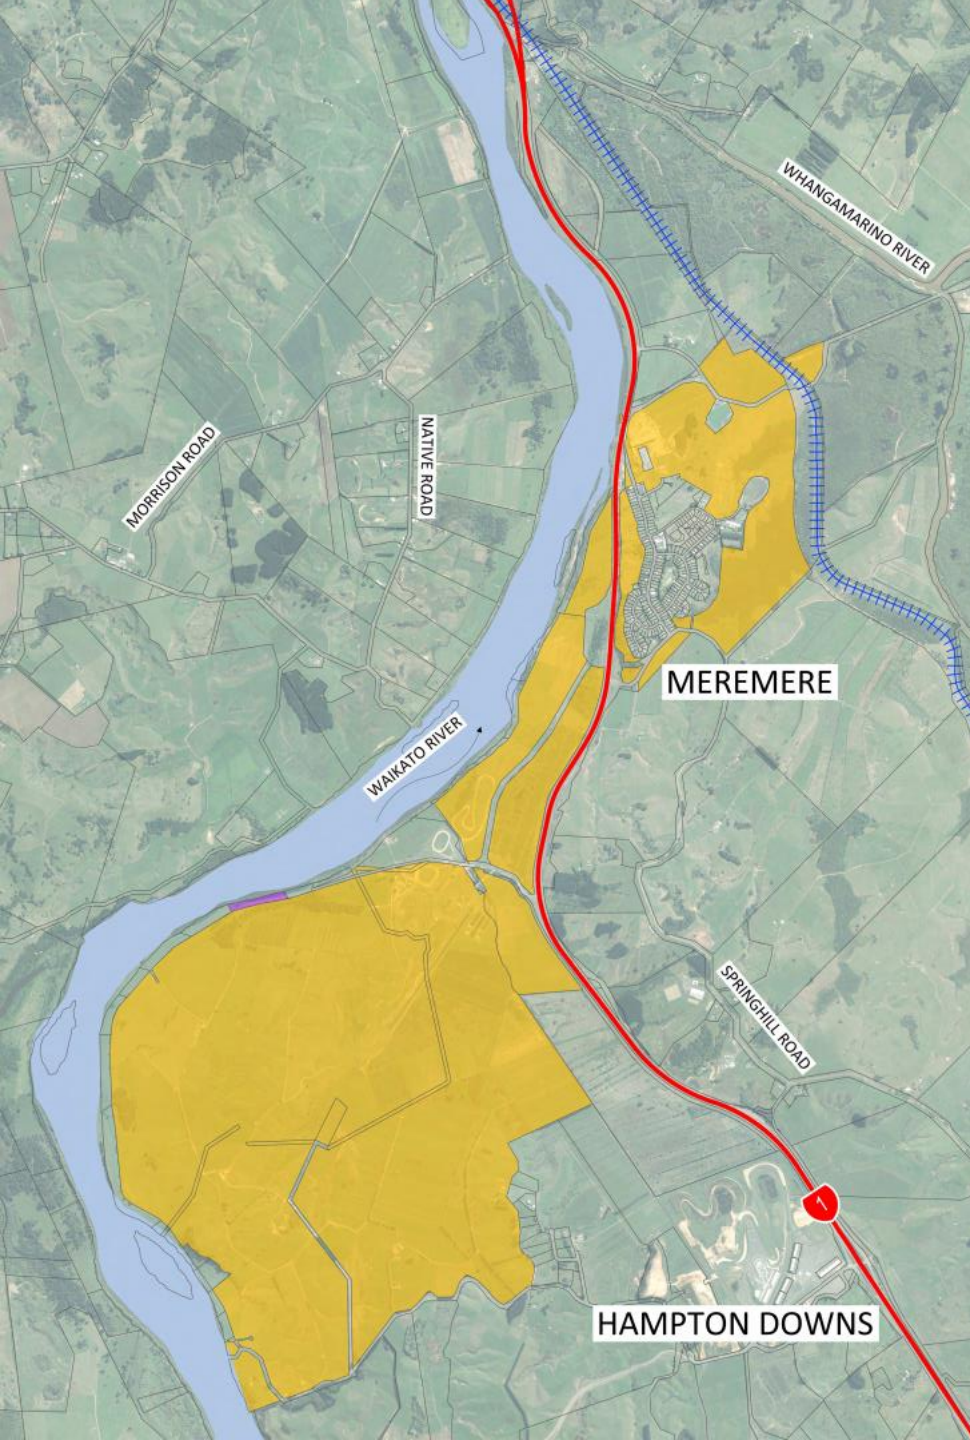 WHANGAMARINO RIVER
NATIVE ROAD
MORRISON ROAD
MEREMERE
WAIKATO RIVER
SPRINGHILL ROAD
1
HAMPTON DOWNS